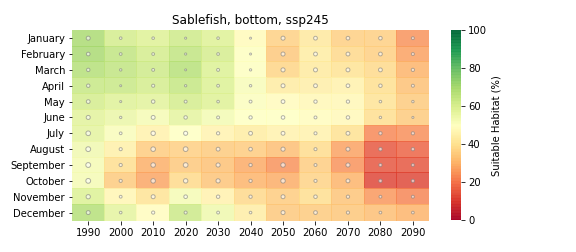 Sablefish, bottom, ssp245
January
February
March
April
May
June
July
August
September
October
November
December
1990 2000 2010 2020 2030 2040 2050 2060 2070 2080 2090
100
80
60
40
20
0
Suitable Habitat (%)